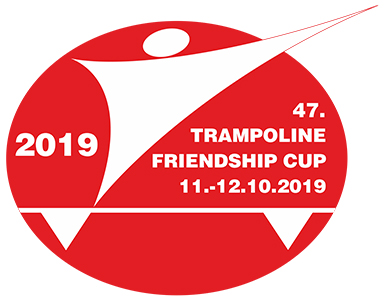 2019
47.
TRAMPOLINE
FRIENDSHIP CUP
11.-12.10.2019